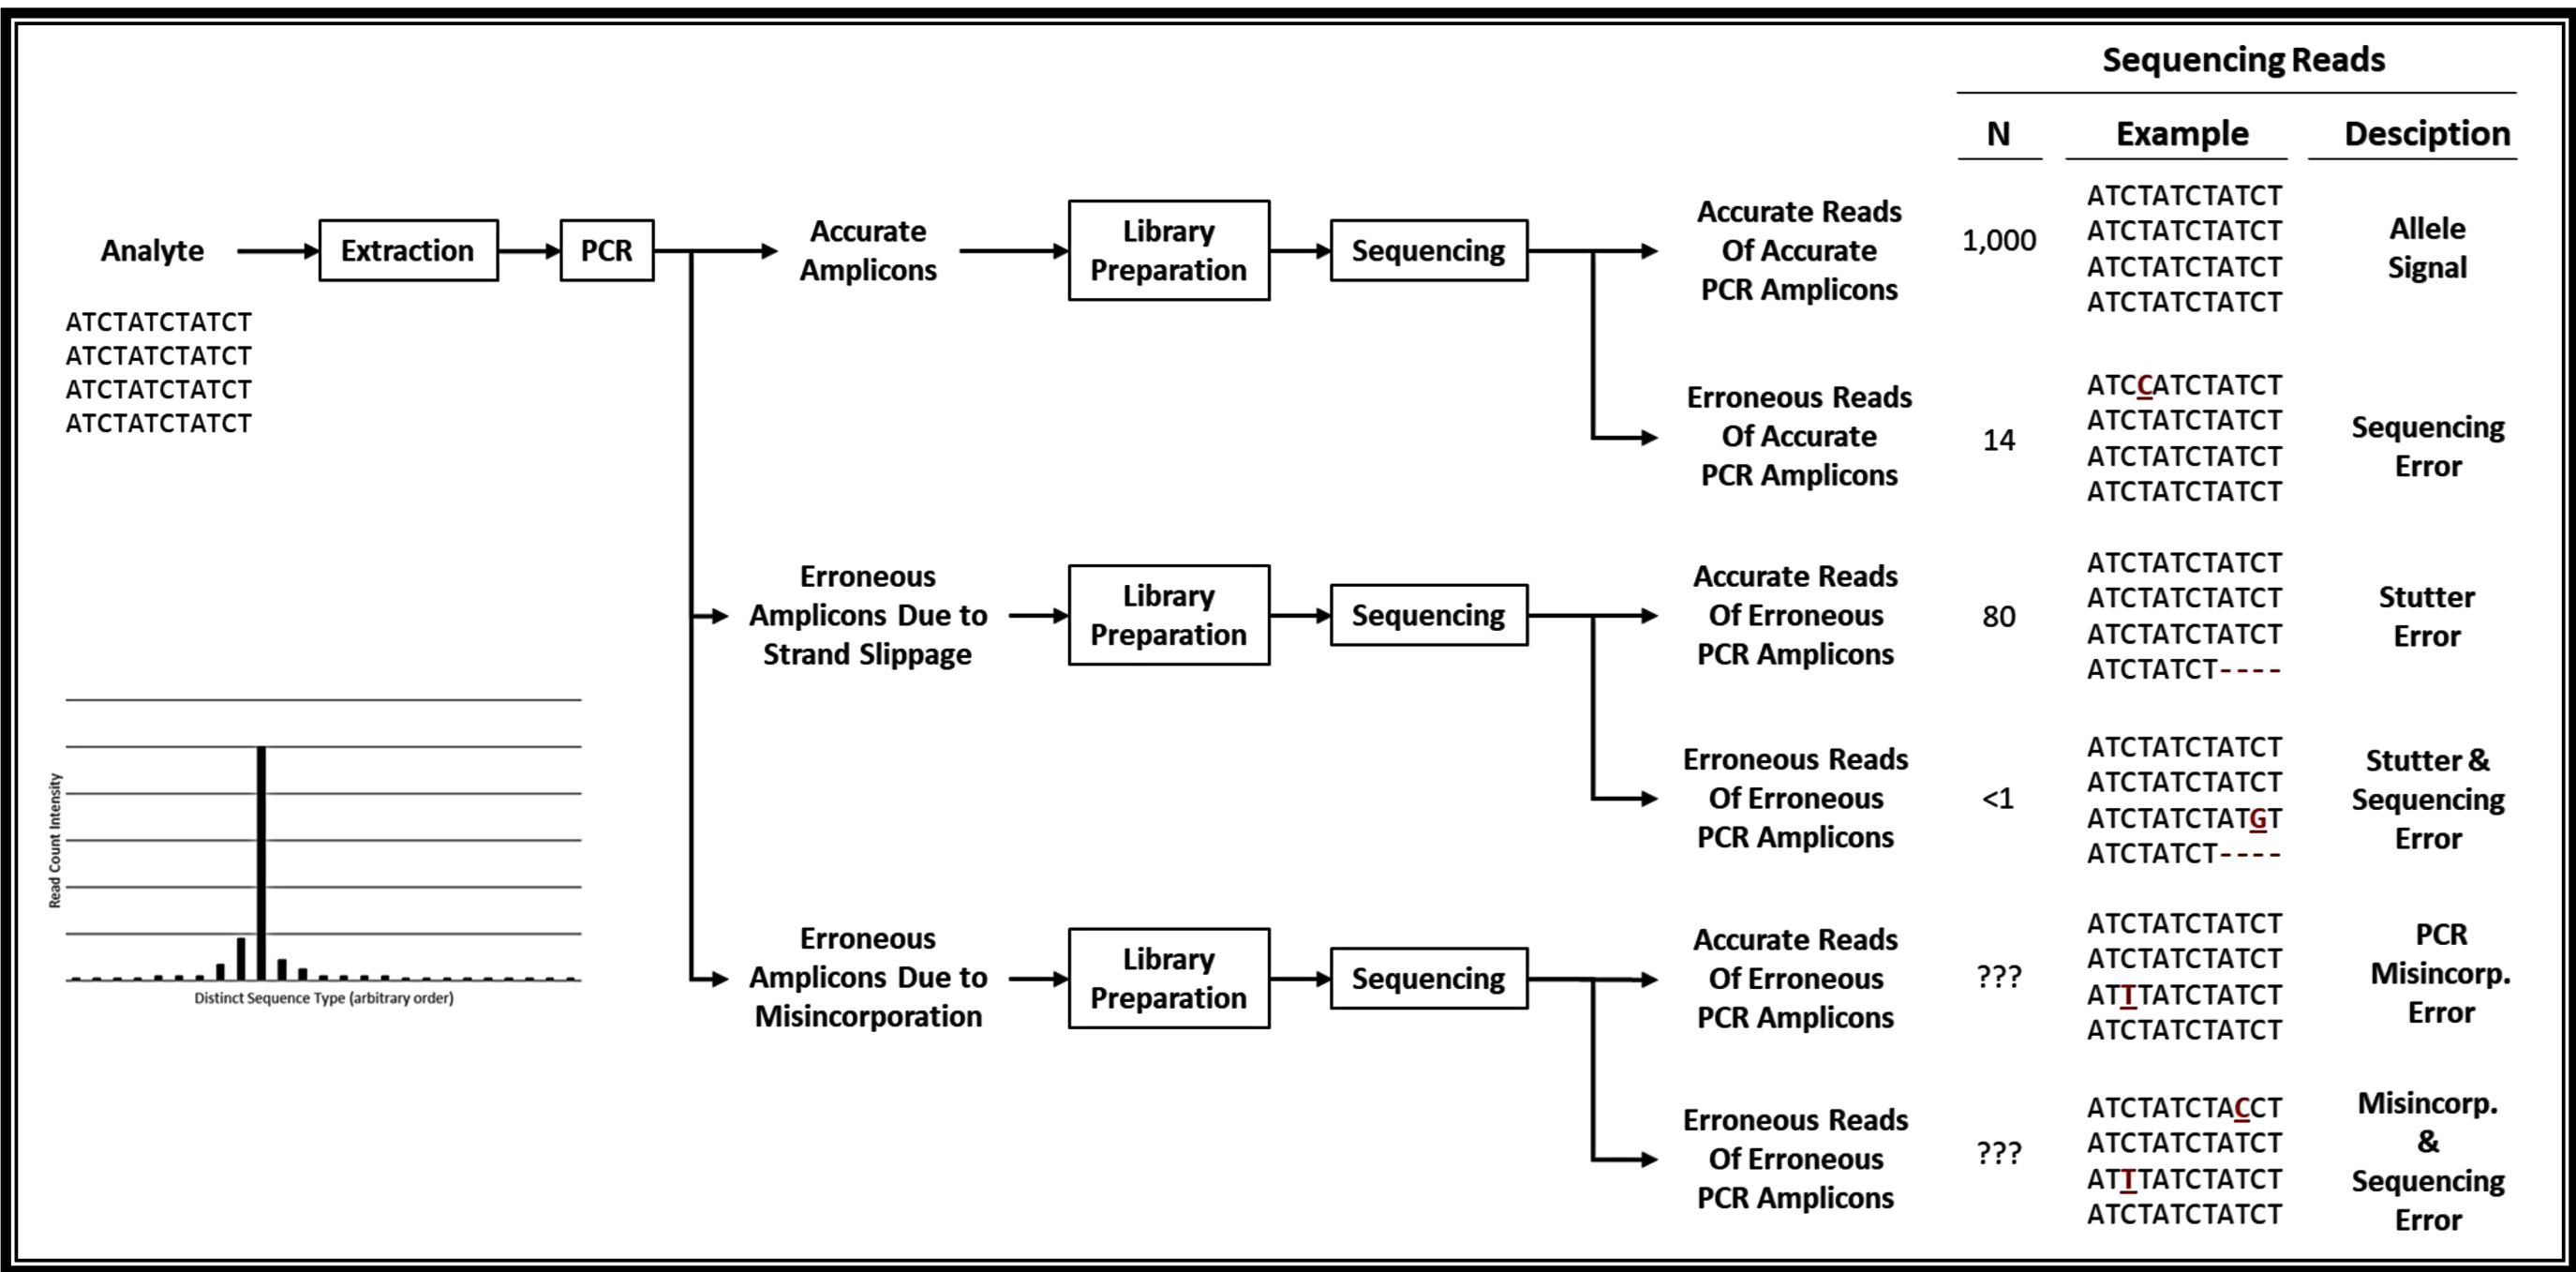 Sequencing Reads
N
Example
Desciption
Analyte
Extraction
PCR
Accurate
Amplicons
Library
Preparation
Sequencing
Accurate Reads
Of Accurate
PCR Amplicons
1,000
ATCTATCTATCT
ATCTATCTATCT
ATCTATCTATCT
ATCTATCTATCT
Allele
Signal
ATCTATCTATCT
ATCTATCTATCT
ATCTATCTATCT
ATCTATCTATCT
Erroneous Reads
Of Accurate
PCR Amplicons
14
ATCCATCTATCT
ATCTATCTATCT
ATCTATCTATCT
ATCTATCTATCT
Sequencing
Error
Erroneous
Amplicons Due to
Strand Slippage
Library
Preparation
Sequencing
Accurate Reads
Of Erroneous
PCR Amplicons
80
ATCTATCTATCT
ATCTATCTATCT
ATCTATCTATCT
ATCTATCT----
Stutter
Error
Erroneous Reads
Of Erroneous
PCR Amplicons
<1
ATCTATCTATCT
ATCTATCTATCT
ATCTATCTATGT
ATCTATCT----
Stutter &
Sequencing
Error
Read Count Intensity
Distinct Sequence Type (arbitrary order)
Erroneous
Amplicons Due to
Misincorporation
Library
Preparation
Sequencing
Accurate Reads
Of Erroneous
PCR Amplicons
???
ATCTATCTATCT
ATCTATCTATCT
ATTTATCTATCT
ATCTATCTATCT
PCR
Misincorp.
Error
Erroneous Reads
Of Erroneous
PCR Amplicons
???
ATCTATCTACCT
ATCTATCTATCT
ATTTATCTATCT
ATCTATCTATCT
Misincorp.
&
Sequencing
Error